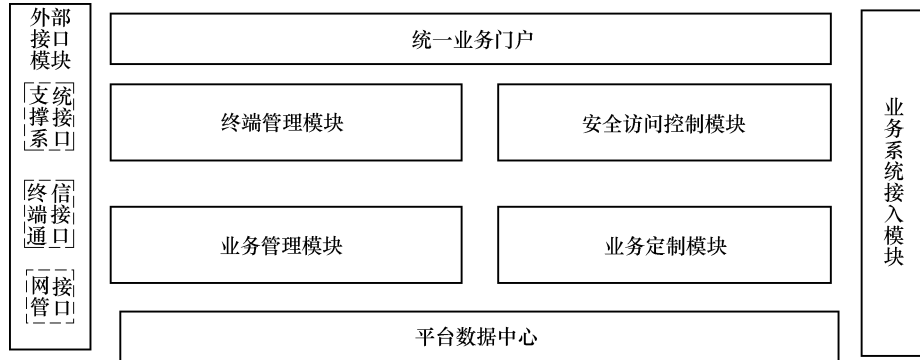 外部
接口
模块
支撑系
统接口
终端通
信接口
网管
接口
统一业务门户
终端管理模块
安全访问控制模块
业务管理模块
业务定制模块
平台数据中心
业务系统接入模块